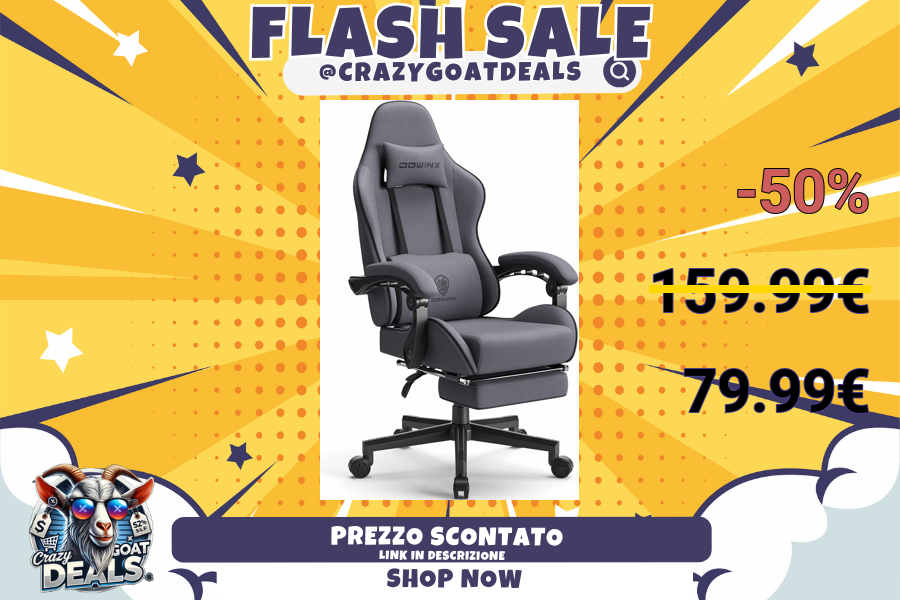 FLASH SALE
@CRAZYGOATDEALS
DOWINX
DOWINX
-50%
159.99€
79.99€
$
Crazy
GOAT
DEALS
PREZZO SCONTATO
LINK IN DESCRIZIONE
SHOP NOW